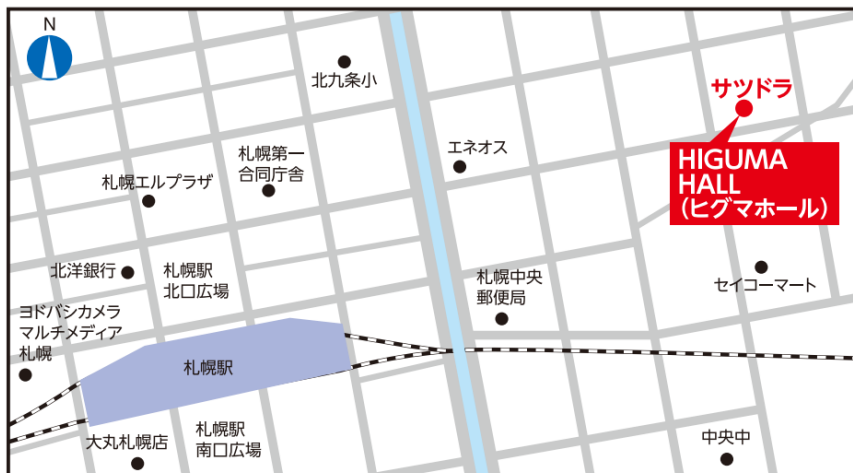 N
北九条小
サツドラ
HIGUMA
HALL
(ヒグマホール)
エネオス
札幌第一
合同庁舎
札幌エルプラザ
北洋銀行
札幌駅
北口広場
札幌中央
郵便局
セイコーマート
ヨドバシカメラ
マルチメディア
札幌
札幌駅
大丸札幌店
札幌駅
南口広場
中央中